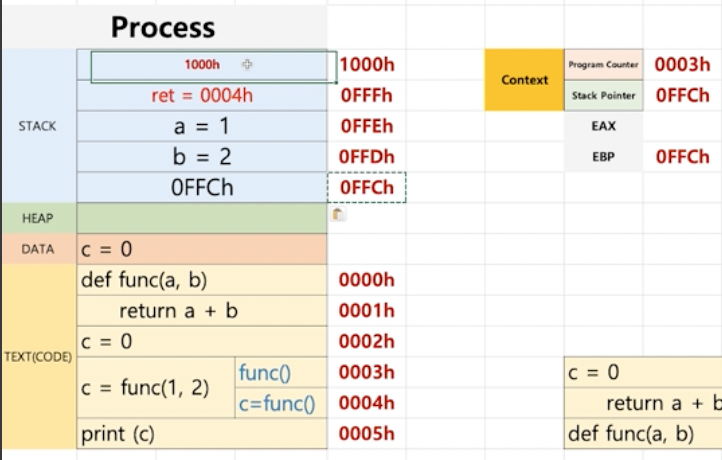 Process
1000h 1000h Context Program Counter 0003h
ret = 0004h 0FFFh Stack Pointer 0FFCh
STACK a = 1 0FFEh EAX
b = 2 0FFDh EBP 0FFCh
0FFCh 0FFCh
HEAP
DATA c = 0
def func(a, b) 0000h
return a + b 0001h
TEXT(CODE) c = 0 0002h
c = func(1, 2) func() 0003h c = 0
c=func() 0004h return a + b
print (c) 0005h def func(a, b)